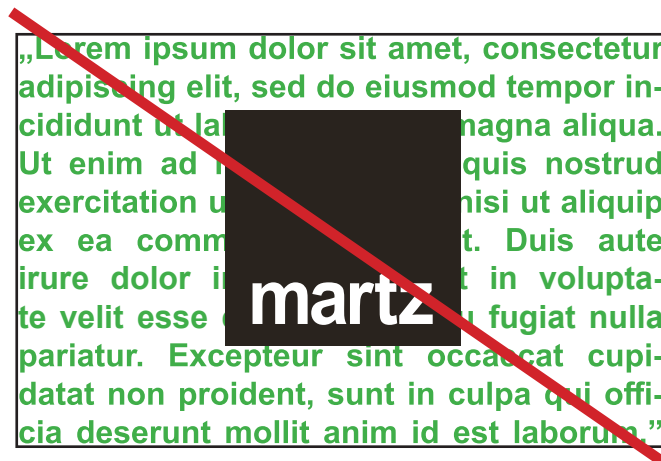 „Lorem ipsum dolor sit amet, consectetur
adipiscing elit, sed do eiusmod tempor in-
cididunt ut magna aliqua.
Ut enim ad quis nostrud
exercitation nisi ut aliquip
ex ea Duis aute
irure dolor in volupta-
martz
te velit esse fugiat nulla
pariatur. Excepteur sint occaecat cupi-
datat non proident, sunt in culpa qui offi-
cia deserunt mollit anim id est laborum.”